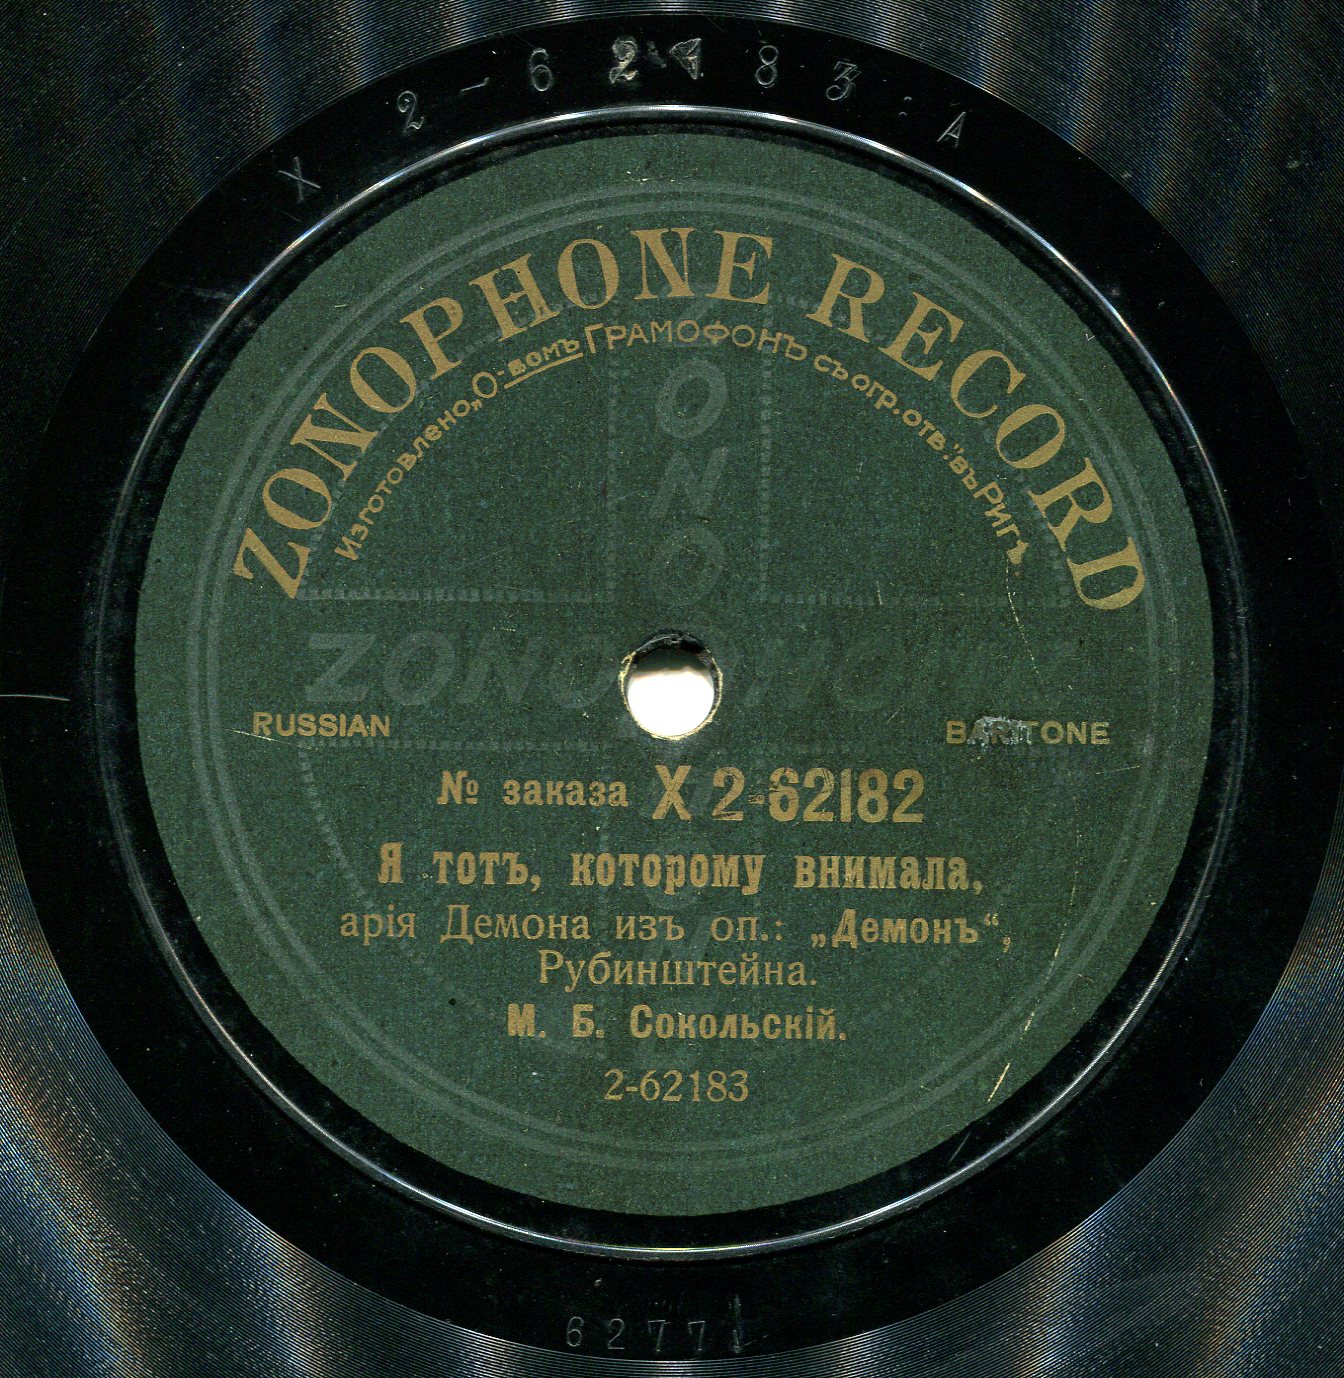 X 2-62183 A
ZONOPHONE RECORD
Изготовлено „О-вомъ Грамофонъ съ огр. отв.“ въ Ригѣ
ZONO
RUSSIAN
BARITONE
№ заказа X 2-62182
Я тотъ, которому внимала,
арія Демона изъ оп.: „Демонъ“,
Рубинштейна.
М. Б. Сокольскій.
2-62183